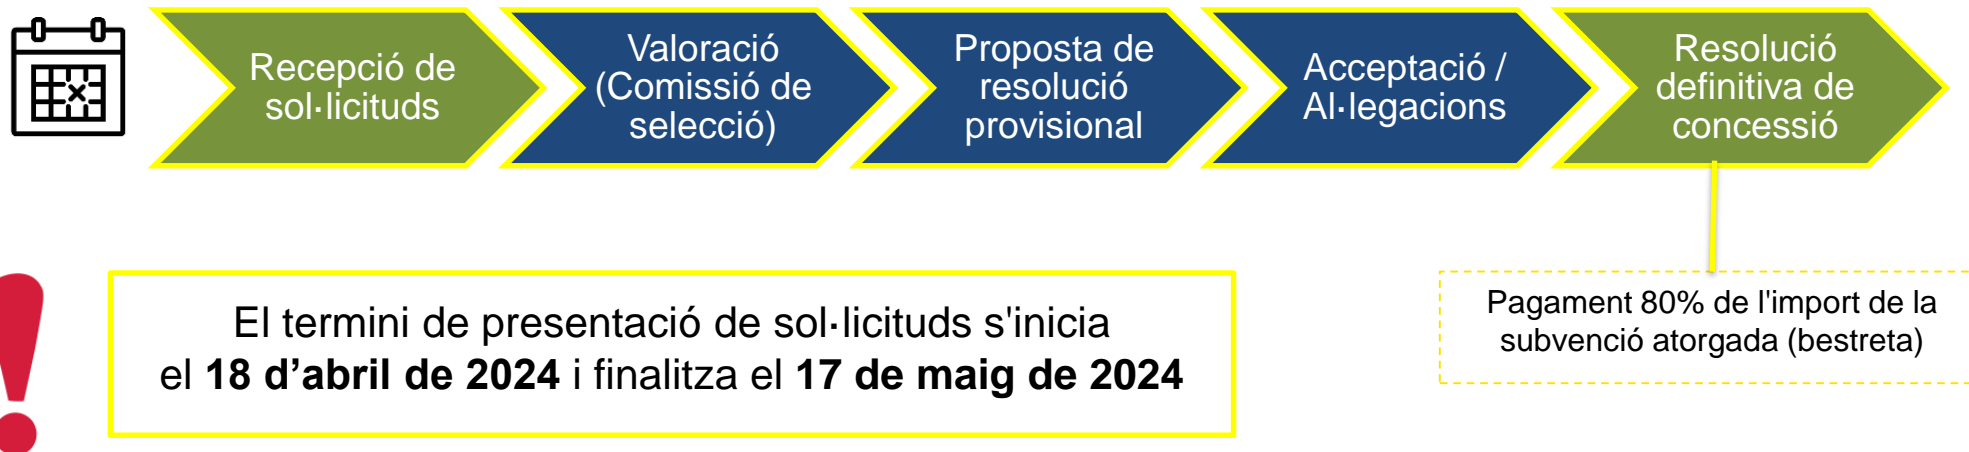 Recepció de
sol·licituds
Valoració
(Comissió de
selecció)
Proposta de
resolució
provisional
Acceptació /
Al·legacions
Resolució
definitiva de
concessió
El termini de presentació de sol·licituds s'inicia
el 18 d’abril de 2024 i finalitza el 17 de maig de 2024
Pagament 80% de l'import de la
subvenció atorgada (bestreta)